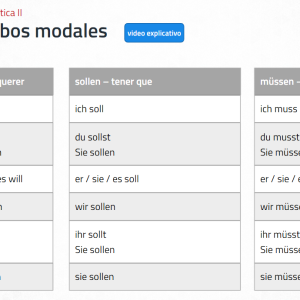 tica II
bos modales
video explicativo
querer
n
es will
n
n
n
sollen – tener que
ich soll
du sollst
Sie sollen
er / sie / es soll
wir sollen
ihr sollt
Sie sollen
sie sollen
müssen –
ich muss
du musst
Sie müsse
er / sie / e
wir müsse
ihr müsst
Sie müsse
sie müsse